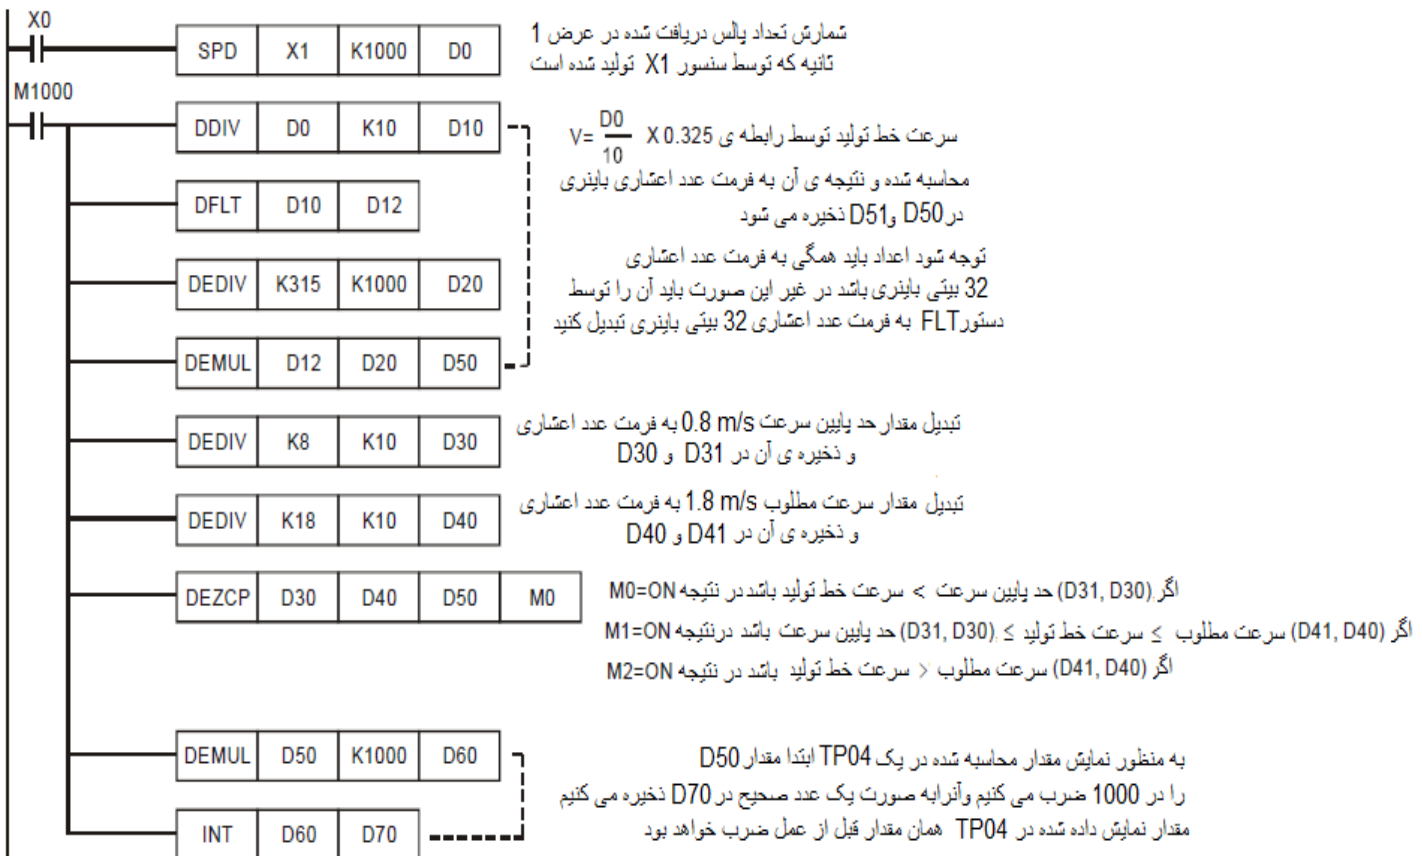 X0
SPD X1 K1000 D0
شمارش تعداد پالس دریافت شده در عرض 1
ثانیه که توسط سنسور X1 تولید شده است
M1000
DDIV D0 K10 D10
سرعت خط تولید توسط رابطه ی V= D0/10 X 0.325
محاسبه شده و نتیجه ی آن به فرمت عدد اعشاری باینری
در D50 و D51 ذخیره می شود
DFLT D10 D12
توجه شود اعداد باید همگی به فرمت عدد اعشاری
32 بیتی باینری باشد در غیر این صورت باید آن را توسط
دستور FLT به فرمت عدد اعشاری 32 بیتی باینری تبدیل کنید
DEDIV K315 K1000 D20
DEMUL D12 D20 D50
DEDIV K8 K10 D30
تبدیل مقدار حد پایین سرعت 0.8 m/s به فرمت عدد اعشاری
و ذخیره ی آن در D31 و D30
DEDIV K18 K10 D40
تبدیل مقدار سرعت مطلوب 1.8 m/s به فرمت عدد اعشاری
و ذخیره ی آن در D41 و D40
DEZCP D30 D40 D50 M0
اگر (D31, D30) حد پایین سرعت > سرعت خط تولید باشد در نتیجه M0=ON
اگر (D41, D40) سرعت مطلوب ≥ سرعت خط تولید ≥ (D31, D30) حد پایین سرعت باشد درنتیجه M1=ON
اگر (D41, D40) سرعت مطلوب < سرعت خط تولید باشد در نتیجه M2=ON
DEMUL D50 K1000 D60
به منظور نمایش مقدار محاسبه شده در یک TP04 ابتدا مقدار D50
را در 1000 ضرب می کنیم وآنرابه صورت یک عدد صحیح در D70 ذخیره می کنیم
مقدار نمایش داده شده در TP04 همان مقدار قبل از عمل ضرب خواهد بود
INT D60 D70